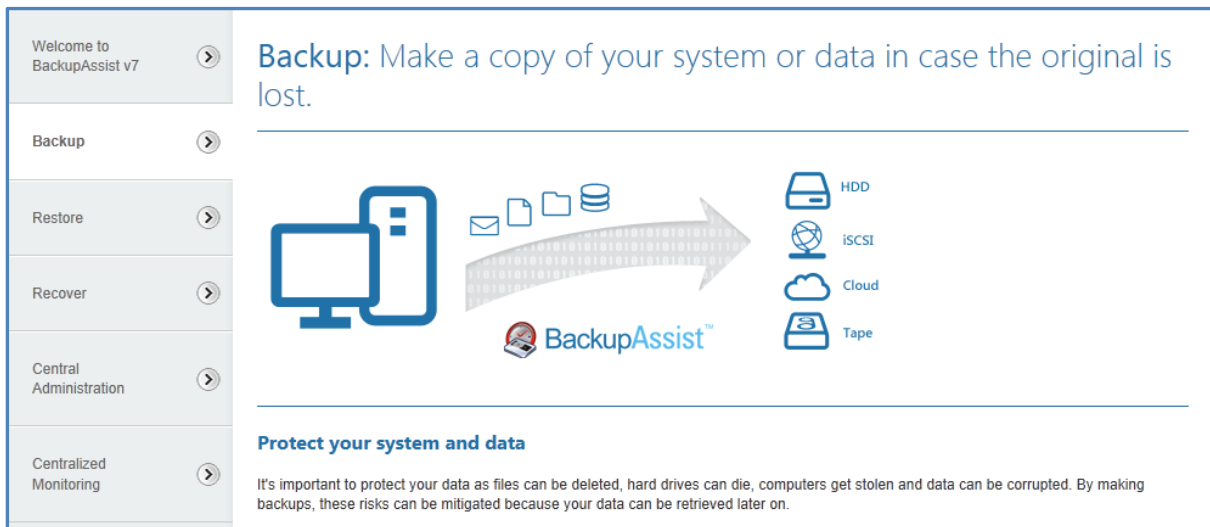 Welcome to
BackupAssist v7
Backup
Restore
Recover
Central
Administration
Centralized
Monitoring
Backup: Make a copy of your system or data in case the original is
lost.
HDD
iSCSI
Cloud
Tape
BackupAssist™
Protect your system and data
It's important to protect your data as files can be deleted, hard drives can die, computers get stolen and data can be corrupted. By making
backups, these risks can be mitigated because your data can be retrieved later on.